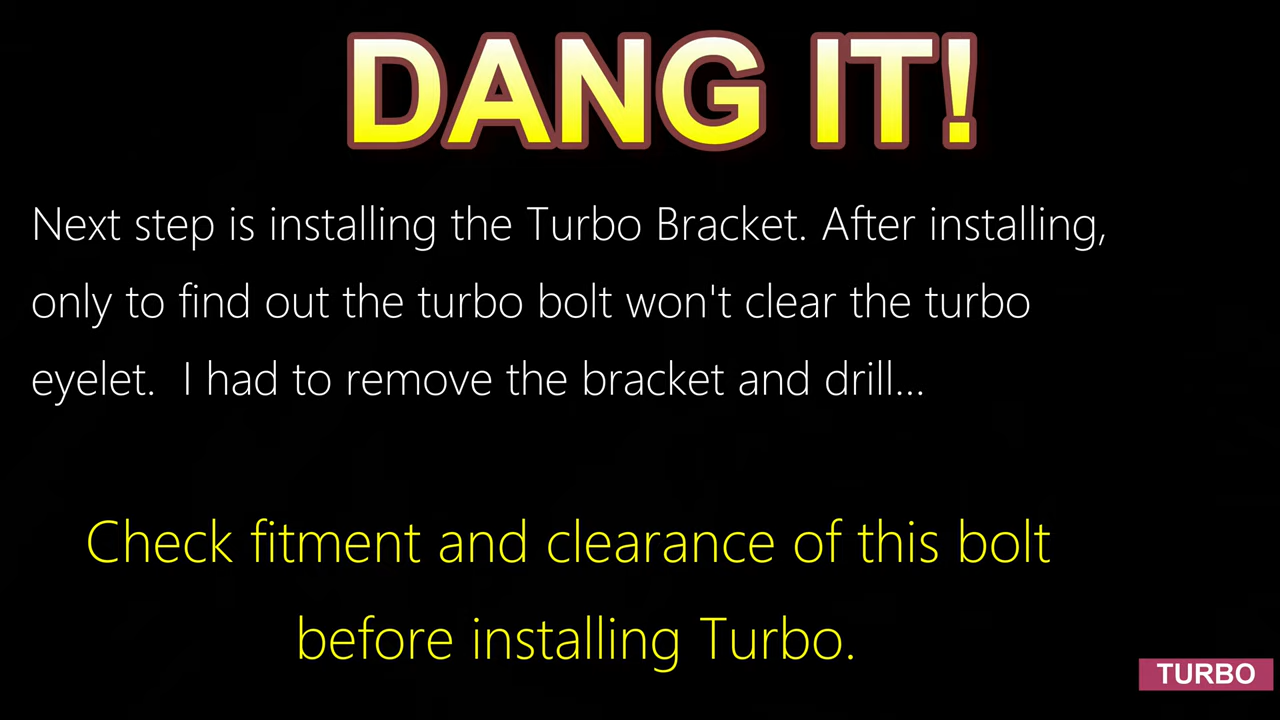 DANG IT!
Next step is installing the Turbo Bracket. After installing,
only to find out the turbo bolt won't clear the turbo
eyelet.  I had to remove the bracket and drill...
Check fitment and clearance of this bolt
before installing Turbo.
TURBO